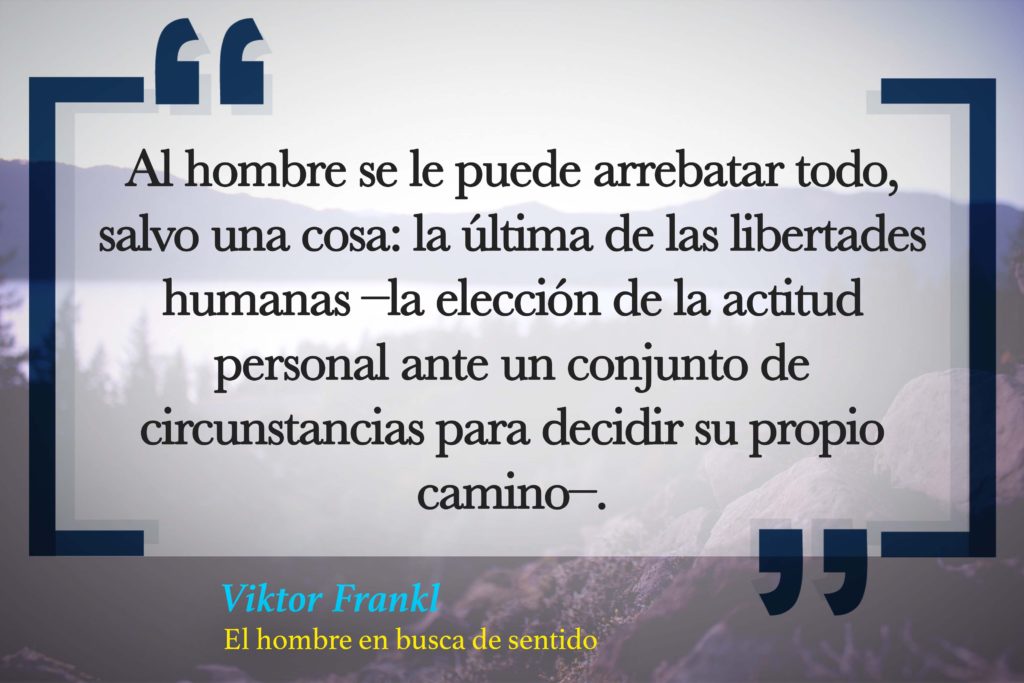 Al hombre se le puede arrebatar todo,
salvo una cosa: la última de las libertades
humanas —la elección de la actitud
personal ante un conjunto de
circunstancias para decidir su propio
camino—.
Viktor Frankl
El hombre en busca de sentido